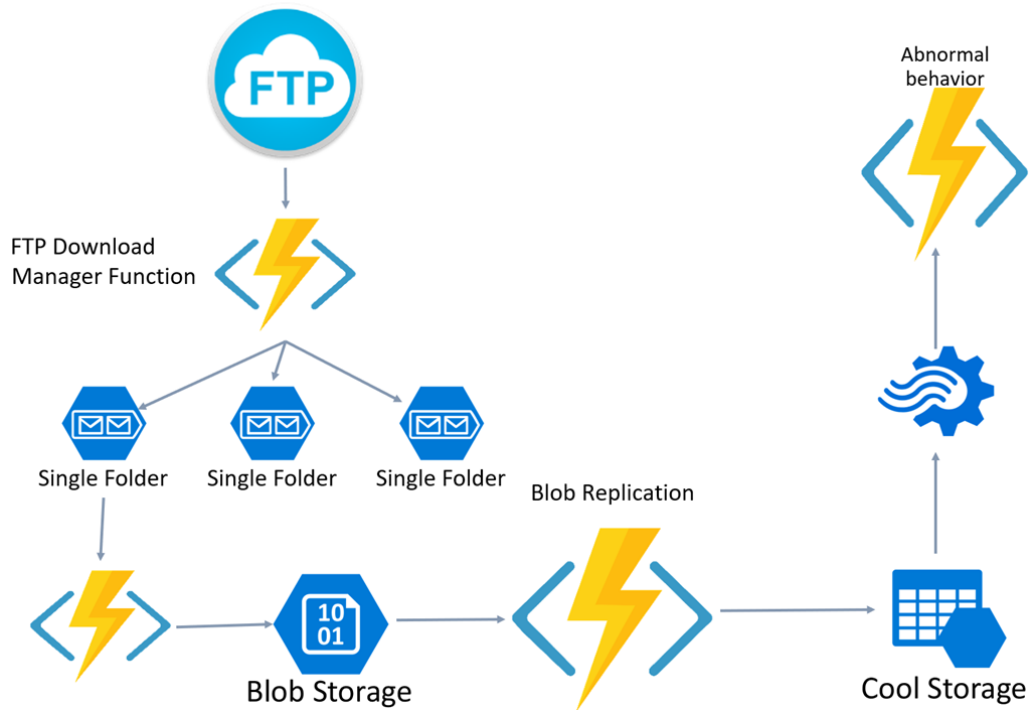 FTP
Abnormal
behavior
FTP Download
Manager Function
Single Folder
Single Folder
Single Folder
Blob Replication
10
01
Blob Storage
Cool Storage